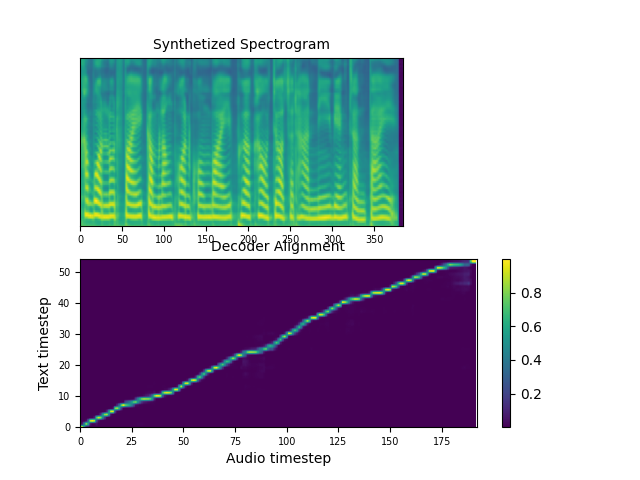 Synthetized Spectrogram
0 50 100 150 200 250 300 350
Decoder Alignment
50
40
30
20
10
0
Text timestep
0 25 50 75 100 125 150 175
Audio timestep
0.8
0.6
0.4
0.2